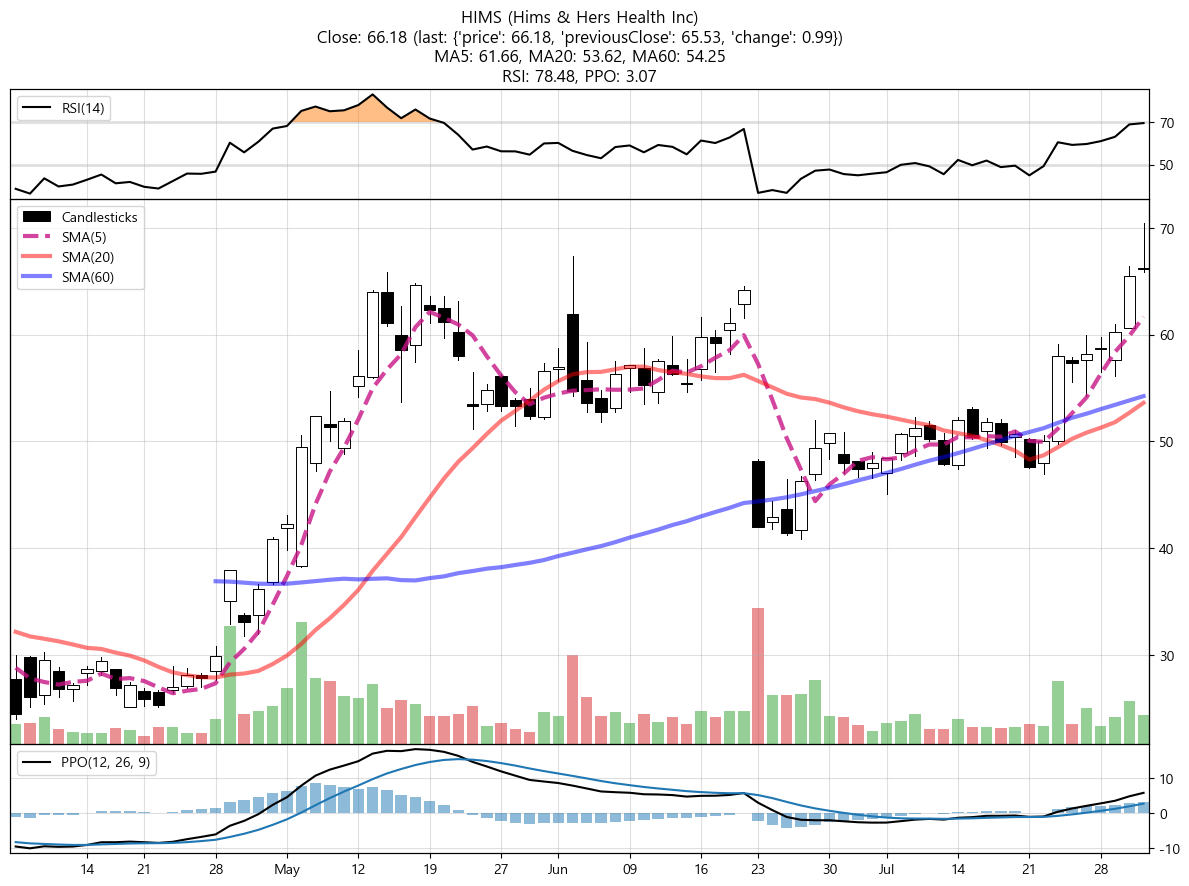 HIMS (Hims & Hers Health Inc)
Close: 66.18 (last: {'price': 66.18, 'previousClose': 65.53, 'change': 0.99})
MA5: 61.66, MA20: 53.62, MA60: 54.25
RSI: 78.48, PPO: 3.07
RSI(14)
70
50
Candlesticks
SMA(5)
SMA(20)
SMA(60)
70
60
50
40
30
PPO(12, 26, 9)
10
0
-10
14 21 28 May 12 19 27 Jun 09 16 23 30 Jul 14 21 28